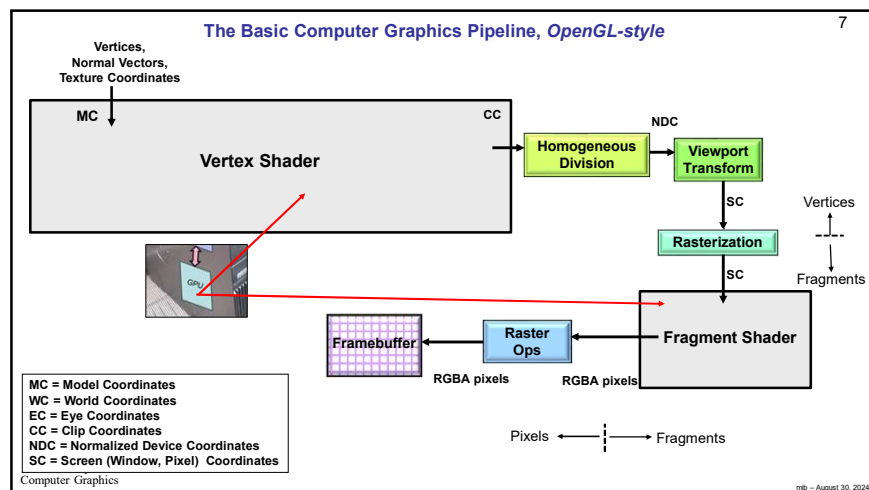 7
The Basic Computer Graphics Pipeline, OpenGL-style
Vertices,
Normal Vectors,
Texture Coordinates
MC
CC
Vertex Shader
Homogeneous
Division
NDC
Viewport
Transform
SC
Vertices
Rasterization
Fragments
SC
GPU
Fragment Shader
Raster
Ops
Framebuffer
RGBA pixels
RGBA pixels
Pixels
Fragments
MC = Model Coordinates
WC = World Coordinates
EC = Eye Coordinates
CC = Clip Coordinates
NDC = Normalized Device Coordinates
SC = Screen (Window, Pixel) Coordinates
Computer Graphics
mjb – August 30, 2024